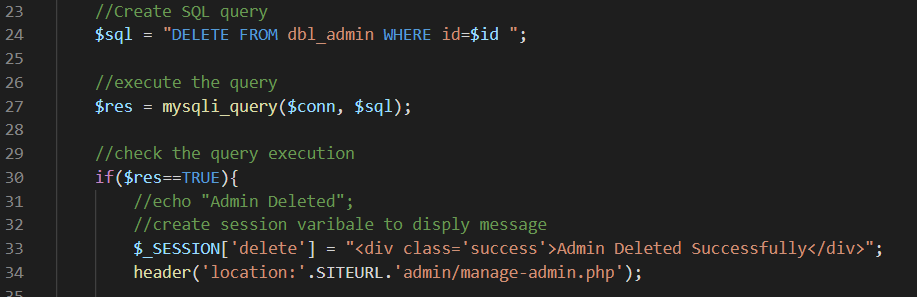 23 //Create SQL query
24 $sql = "DELETE FROM dbl_admin WHERE id=$id ";
25
26 //execute the query
27 $res = mysqli_query($conn, $sql);
28
29 //check the query execution
30 if($res==TRUE){
31 //echo "Admin Deleted";
32 //create session varibale to disply message
33 $_SESSION['delete'] = "<div class='success'>Admin Deleted Successfully</div>";
34 header('location:'.SITEURL.'admin/manage-admin.php');
35